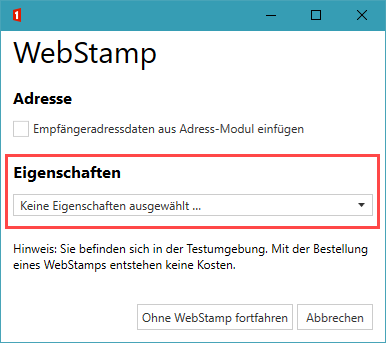 1
WebStamp
Adresse
Empfängeradressdaten aus Adress-Modul einfügen
Eigenschaften
Keine Eigenschaften ausgewählt ...
Hinweis: Sie befinden sich in der Testumgebung. Mit der Bestellung
eines WebStamps entstehen keine Kosten.
Ohne WebStamp fortfahren
Abbrechen